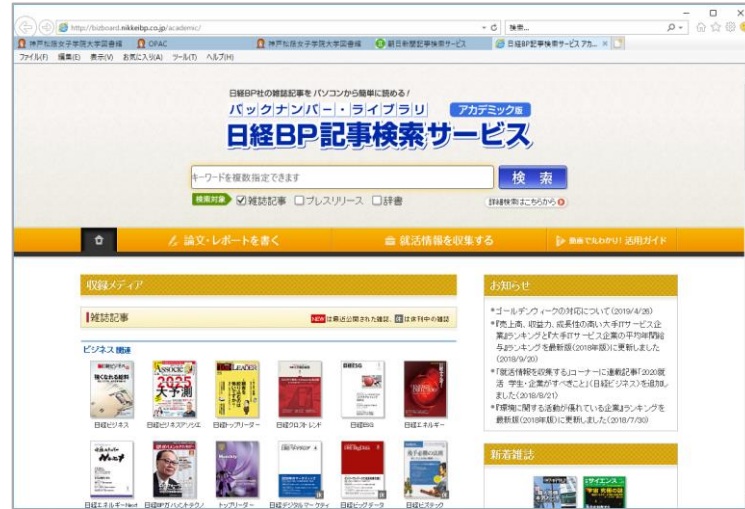 http://bizboard.nikkeibp.co.jp/academic/
検索...
神戸松蔭女子学院大学図書館
OPAC
神戸松蔭女子学院大学図書館
朝日新聞記事検索サービス
日経BP記事検索サービス アカ...
ファイル(F) 編集(E) 表示(V) お気に入り(A) ツール(T) ヘルプ(H)
日経BP社の雑誌記事をパソコンから簡単に読める!
バックナンバー・ライブラリ アカデミック版
日経BP記事検索サービス
キーワードを複数指定できます
検索
検索対象 雑誌記事 プレスリリース 辞書
詳細検索はこちらから
論文・レポートを書く
就活情報を収集する
動画で丸わかり! 活用ガイド
収録メディア
雑誌記事
NEW は最近公開された雑誌、休 は休刊中の雑誌
ビジネス 関連
日経ビジネス
日経ビジネスアソシエ
日経トップリーダー
日経クロストレンド
日経ESG
日経エネルギー
日経エネルギーNext
トップリーダー
日経デジタルマーケティ
日経ビッグデータ
日経ビズテック
お知らせ
*ゴールデンウィークの対応について(2019/4/26)
*『売上高、収益力、成長性の高い大手ITサービス企
業』ランキングと『大手ITサービス企業の平均年間給
与』ランキングを最新版(2018年版)に更新しました
(2018/9/20)
*「就活情報を収集する」コーナーに連載記事「2020就
活 学生・企業がすべきこと」(日経ビジネス)を追加し
ました(2018/8/21)
*『環境に関する活動が優れている企業』ランキングを
最新版(2018年版)に更新しました(2018/7/30)
新着雑誌